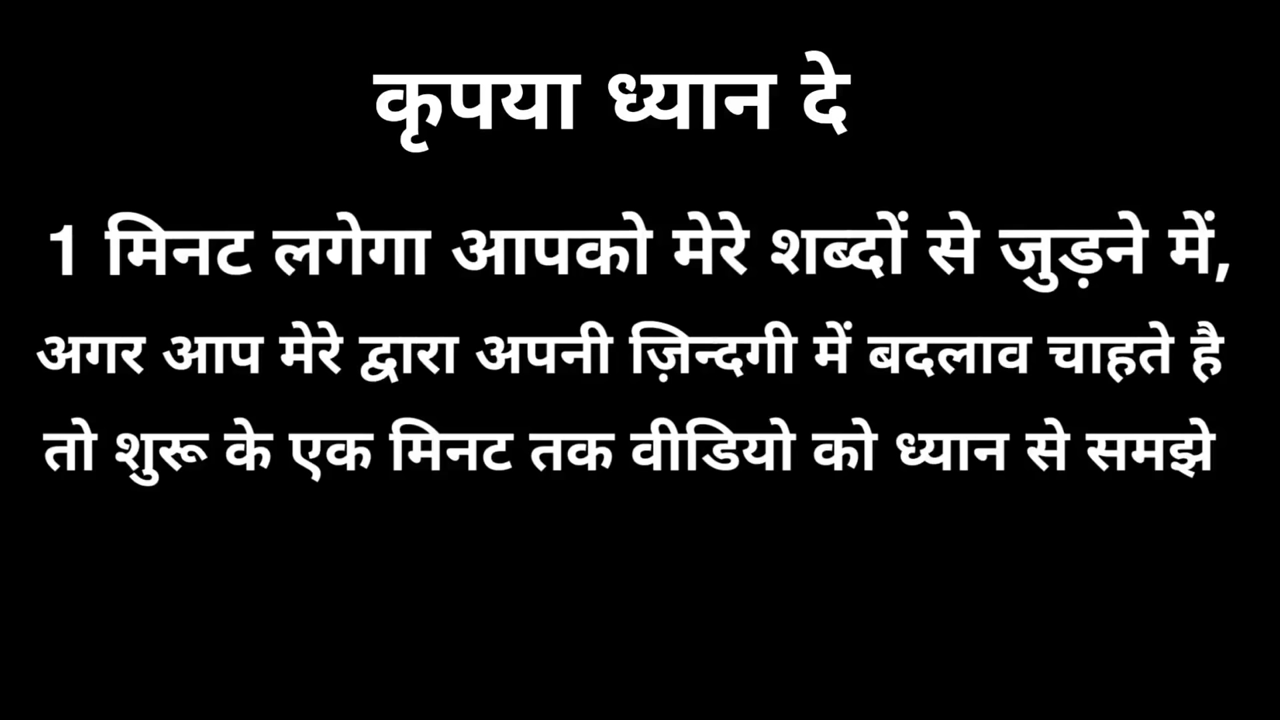 कृपया ध्यान दे
1 मिनट लगेगा आपको मेरे शब्दों से जुड़ने में,
अगर आप मेरे द्वारा अपनी ज़िन्दगी में बदलाव चाहते है
तो शुरू के एक मिनट तक वीडियो को ध्यान से समझे